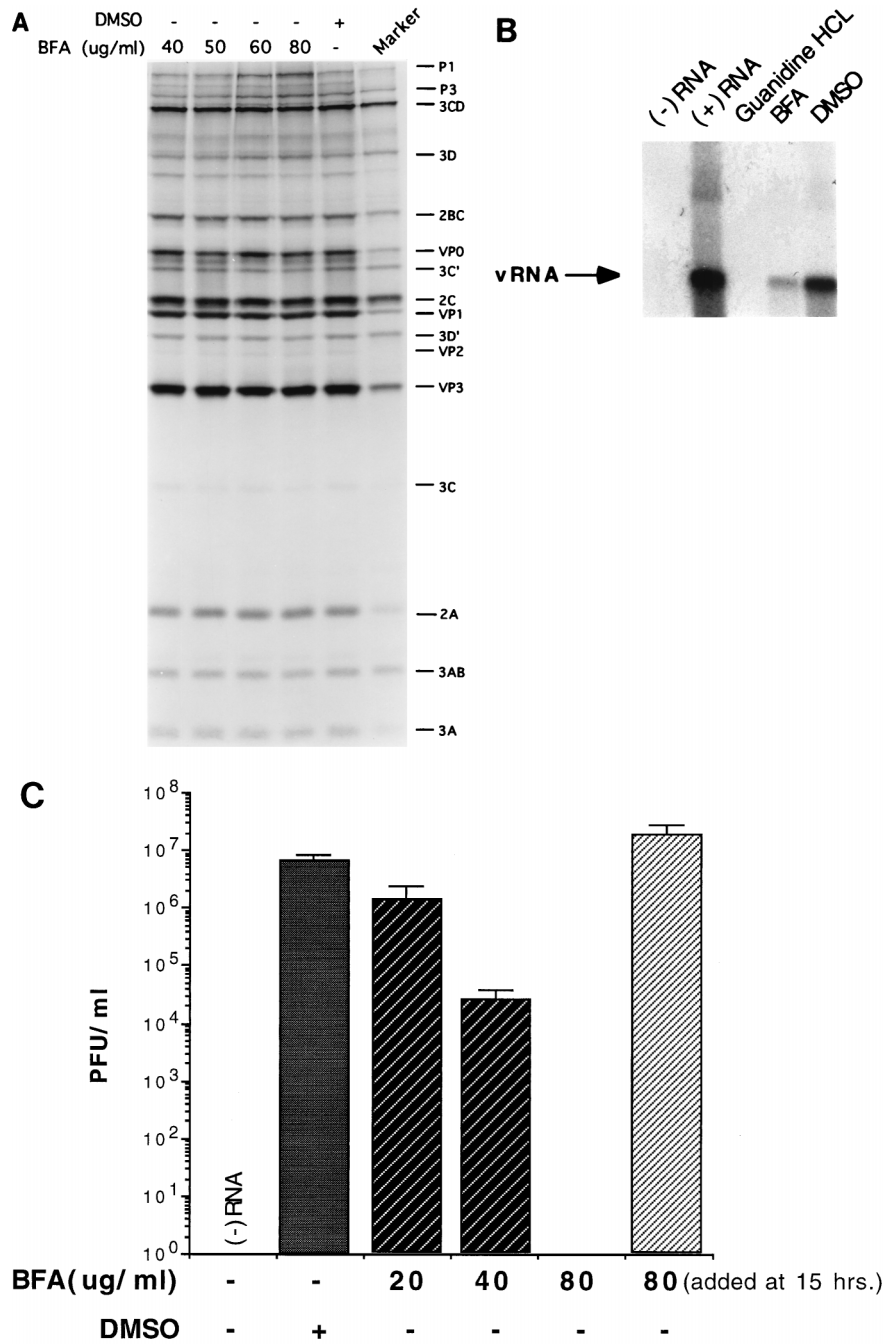 A
DMSO - - - - +
BFA (ug/ml) 40 50 60 80 - Marker
P1
P3
3CD
3D
2BC
VP0
3C'
2C
VP1
3D'
VP2
VP3
3C
2A
3AB
3A
B
(-) RNA (+) RNA Guanidine HCL BFA DMSO
vRNA
C
PFU/ ml
10^8
10^7
10^6
10^5
10^4
10^3
10^2
10^1
10^0
(-) RNA
BFA(ug/ ml) - - 20 40 80 80 (added at 15 hrs.)
DMSO - + - - - -